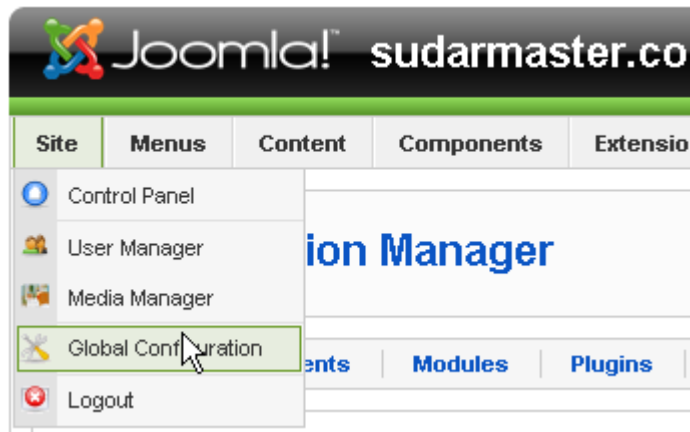 Joomla!™ sudarmaster.co
Site Menus Content Components Extensio
Control Panel
User Manager
ion Manager
Media Manager
Global Configuration
ents Modules Plugins
Logout